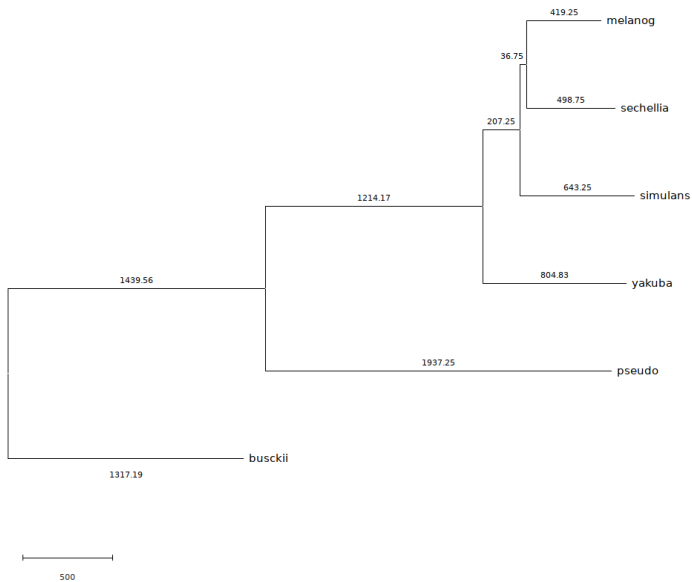 419.25
melanog
36.75
498.75
sechellia
207.25
643.25
simulans
1214.17
804.83
yakuba
1439.56
1937.25
pseudo
busckii
1317.19
500